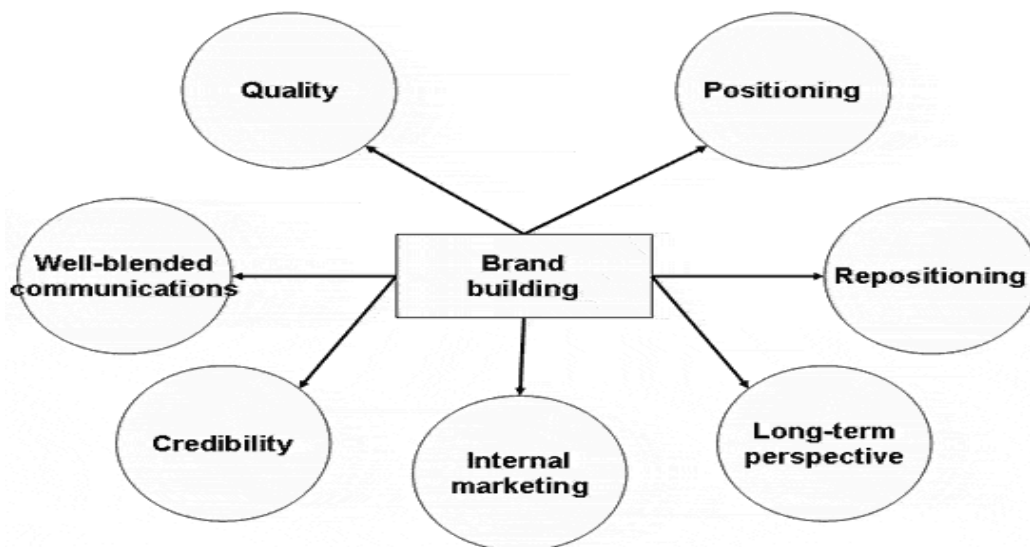 Quality
Positioning
Well-blended
communications
Brand
building
Repositioning
Credibility
Internal
marketing
Long-term
perspective